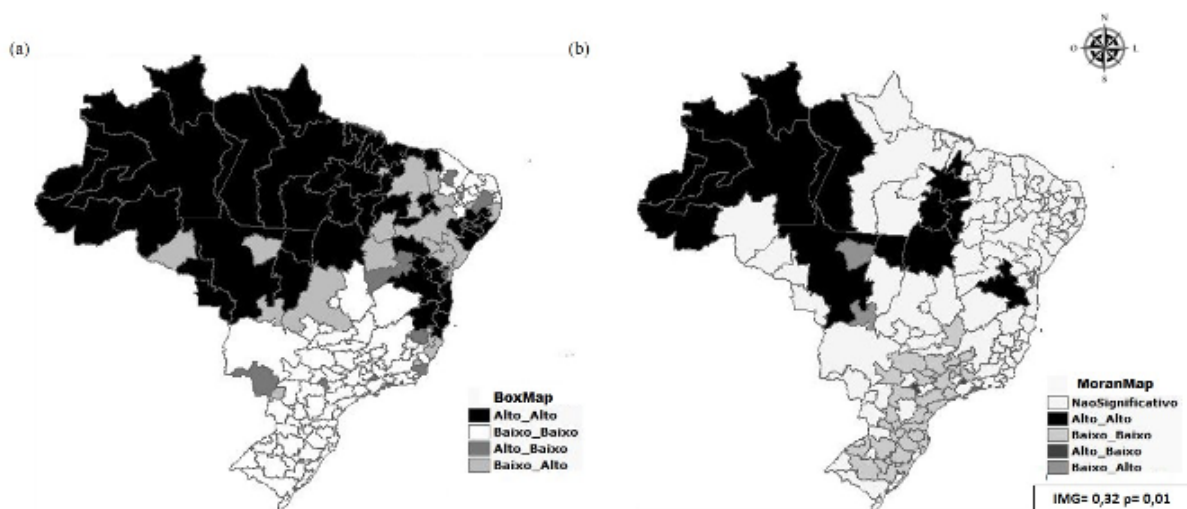 (a)
(b)
N
O
L
S
BoxMap
Alto_Alto
Baixo_Baixo
Alto_Baixo
Baixo_Alto
MoranMap
NaoSignificativo
Alto_Alto
Baixo_Baixo
Alto_Baixo
Baixo_Alto
IMG= 0,32 p= 0,01